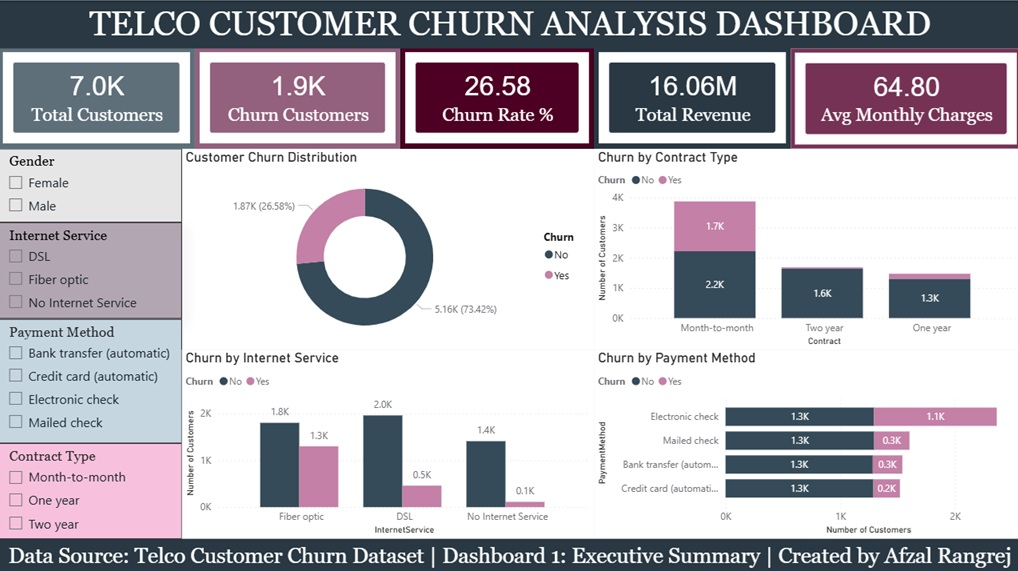 TELCO CUSTOMER CHURN ANALYSIS DASHBOARD
7.0K
Total Customers
1.9K
Churn Customers
26.58
Churn Rate %
16.06M
Total Revenue
64.80
Avg Monthly Charges
Gender
Female
Male
Internet Service
DSL
Fiber optic
No Internet Service
Payment Method
Bank transfer (automatic)
Credit card (automatic)
Electronic check
Mailed check
Contract Type
Month-to-month
One year
Two year
Customer Churn Distribution
1.87K (26.58%)
5.16K (73.42%)
Churn
No
Yes
Churn by Contract Type
Churn No Yes
Number of Customers
4K
3K
2K
1K
0K
1.7K
2.2K
1.6K
1.3K
Month-to-month
Two year
One year
Contract
Churn by Internet Service
Churn No Yes
Number of Customers
2K
1K
0K
1.8K
1.3K
2.0K
0.5K
1.4K
0.1K
Fiber optic
DSL
No Internet Service
InternetService
Churn by Payment Method
Churn No Yes
PaymentMethod
Electronic check 1.3K 1.1K
Mailed check 1.3K 0.3K
Bank transfer (autom... 1.3K 0.3K
Credit card (automati... 1.3K 0.2K
0K 1K 2K
Number of Customers
Data Source: Telco Customer Churn Dataset | Dashboard 1: Executive Summary | Created by Afzal Rangrej